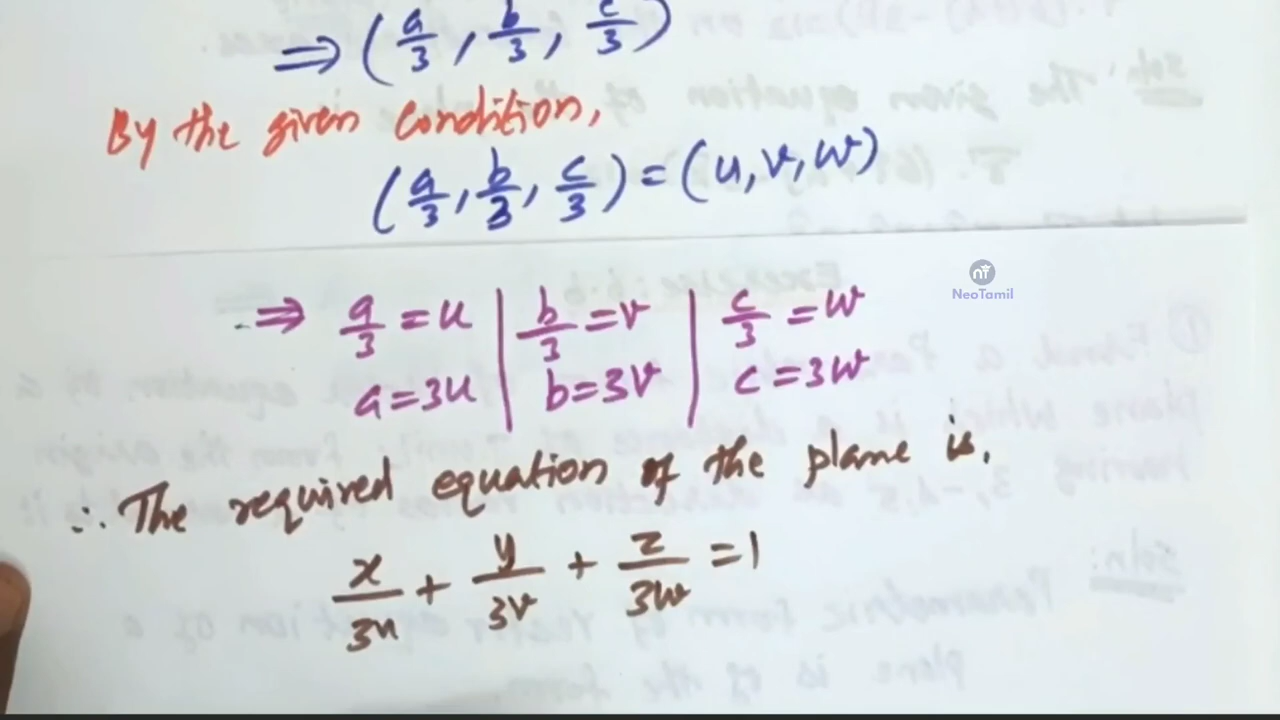 ⇒ (a/3, b/3, c/3)
By the given condition,
(a/3, b/3, c/3) = (u, v, w)
NeoTamil
⇒ a/3 = u | b/3 = v | c/3 = w
a = 3u | b = 3v | c = 3w
∴ The required equation of the plane is,
x/3u + y/3v + z/3w = 1